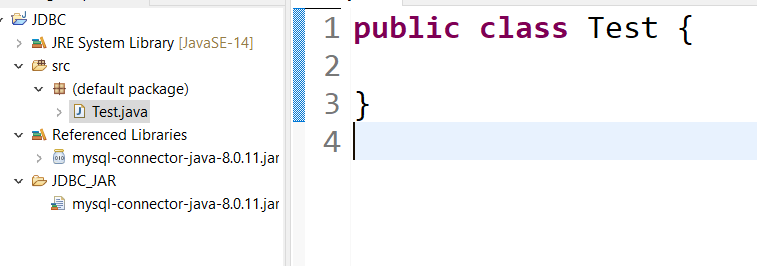 JDBC
JRE System Library [JavaSE-14]
src
(default package)
Test.java
Referenced Libraries
mysql-connector-java-8.0.11.jar
JDBC_JAR
mysql-connector-java-8.0.11.jar
1 public class Test {
2
3 }
4